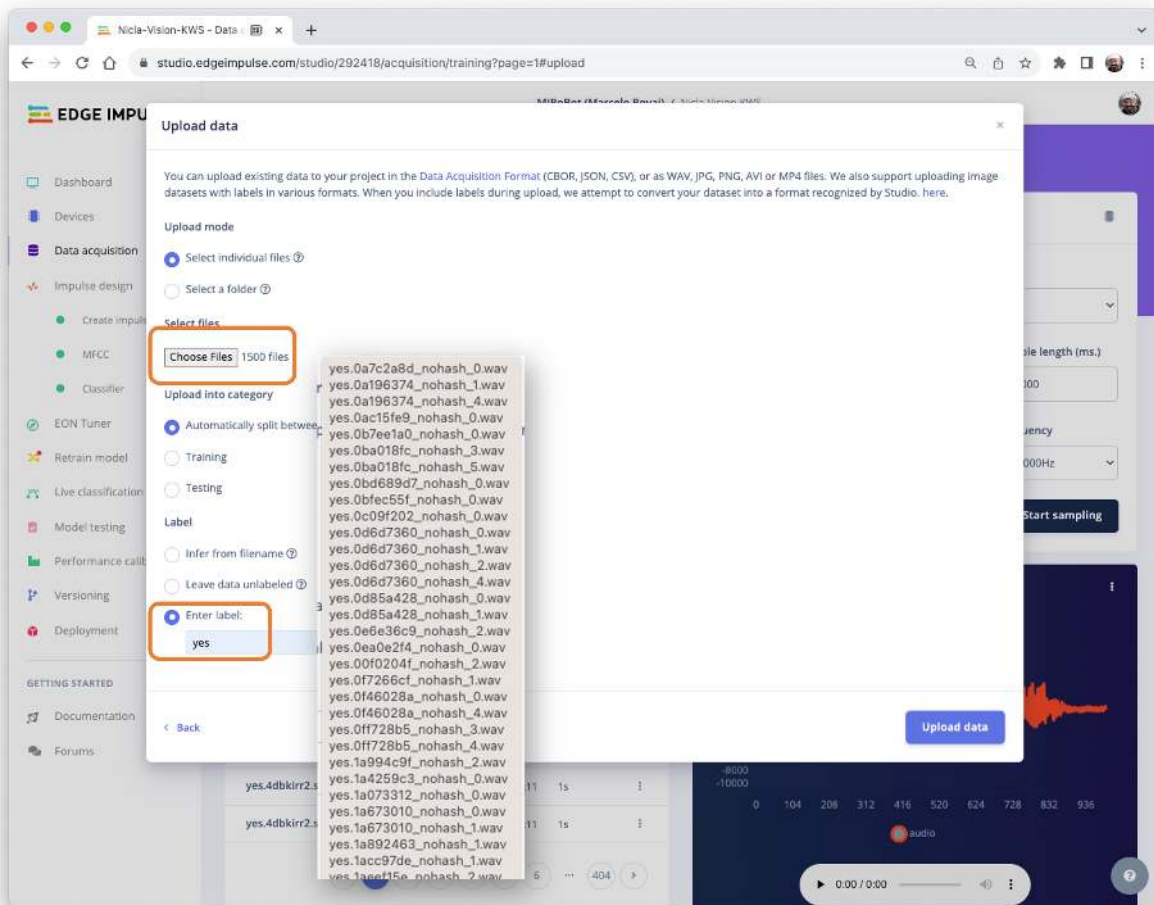 Nicla-Vision-KWS - Data
studio.edgeimpulse.com/studio/292418/acquisition/training?page=1#upload
EDGE IMPU
Upload data
×
You can upload existing data to your project in the Data Acquisition Format (CBOR, JSON, CSV), or as WAV, JPG, PNG, AVI or MP4 files. We also support uploading image
datasets with labels in various formats. When you include labels during upload, we attempt to convert your dataset into a format recognized by Studio. here.
Dashboard
Devices
Data acquisition
Impulse design
Create impuls
MFCC
Classifier
EON Tuner
Retrain model
Live classification
Model testing
Performance calib
Versioning
Deployment
GETTING STARTED
Documentation
Forums
Upload mode
Select individual files
Select a folder
Select files
Choose Files 1500 files
Upload into category
Automatically split betwee
Training
Testing
Label
Infer from filename
Leave data unlabeled
Enter label:
yes
yes.0a7c2a8d_nohash_0.wav
yes.0a196374_nohash_1.wav
yes.0a196374_nohash_4.wav
yes.0ac15fe9_nohash_0.wav
yes.0b7ee1a0_nohash_0.wav
yes.0ba018fc_nohash_3.wav
yes.0ba018fc_nohash_5.wav
yes.0bd689d7_nohash_0.wav
yes.0bfec55f_nohash_0.wav
yes.0c09f202_nohash_0.wav
yes.0d6d7360_nohash_0.wav
yes.0d6d7360_nohash_1.wav
yes.0d6d7360_nohash_2.wav
yes.0d6d7360_nohash_4.wav
yes.0d85a428_nohash_0.wav
yes.0d85a428_nohash_1.wav
yes.0e6e36c9_nohash_2.wav
yes.0ea0e2f4_nohash_0.wav
yes.00f0204f_nohash_2.wav
yes.0f7266cf_nohash_1.wav
yes.0f46028a_nohash_0.wav
yes.0f46028a_nohash_4.wav
yes.0ff728b5_nohash_3.wav
yes.0ff728b5_nohash_4.wav
yes.1a994c9f_nohash_2.wav
yes.1a4259c3_nohash_0.wav
yes.1a073312_nohash_0.wav
yes.1a673010_nohash_0.wav
yes.1a673010_nohash_1.wav
yes.1a892463_nohash_1.wav
yes.1acc97de_nohash_1.wav
yes.1aeef15e_nohash_2.wav
< Back
Upload data
ple length (ms.)
000
uency
000Hz
Start sampling
yes.4dbkirr2.s 11 1s
yes.4dbkirr2.s 11 1s
6 ... 404 >
-8000
-10000
0 104 208 312 416 520 624 728 832 936
audio
0:00 / 0:00